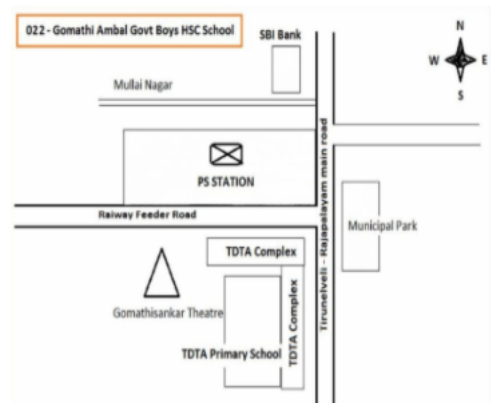 022 - Gomathi Ambal Govt Boys HSC School
SBI Bank
N
W
E
S
Mullai Nagar
PS STATION
Raiway Feeder Road
Tirunelveli - Rajapalayam main road
Municipal Park
TDTA Complex
Gomathisankar Theatre
TDTA Complex
TDTA Primary School